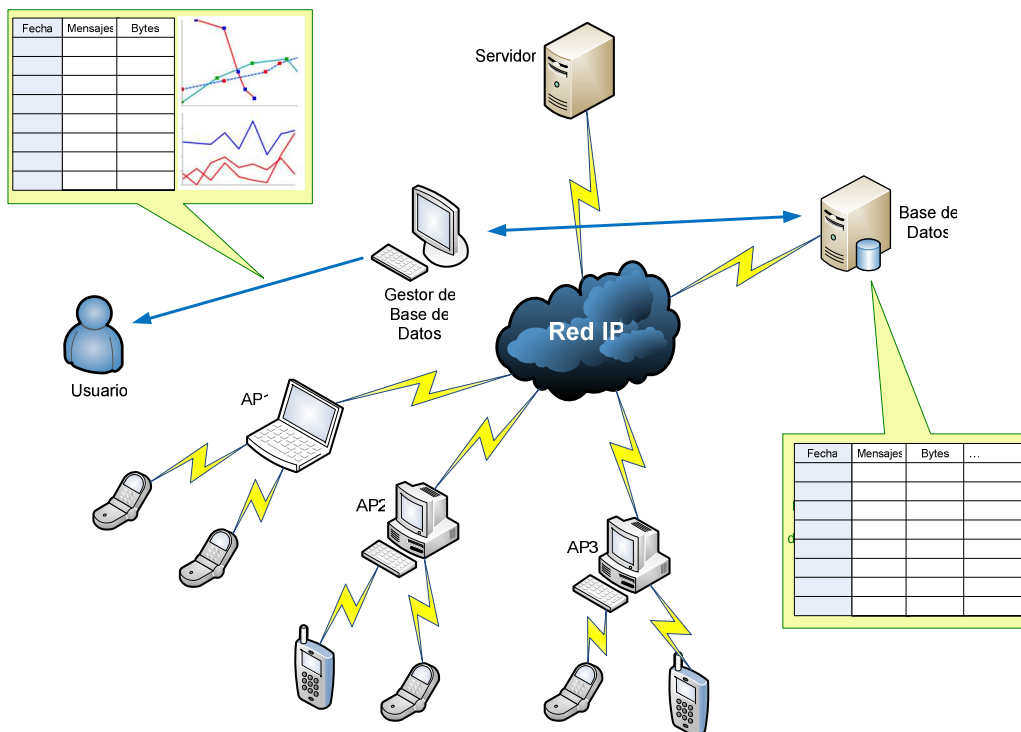 Fecha Mensajes Bytes
Servidor
Base de
Datos
Gestor de
Base de
Datos
Red IP
Usuario
AP1
AP2
AP3
Fecha Mensajes Bytes ...
d